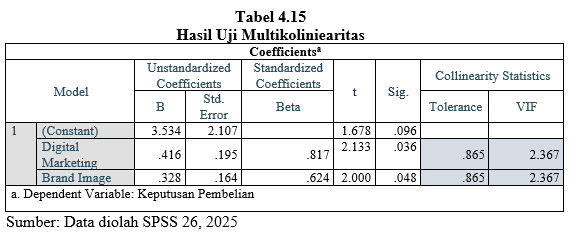 Tabel 4.15
Hasil Uji Multikoliniearitas
Coefficientsa
Model Unstandardized Coefficients Standardized Coefficients t Sig. Collinearity Statistics
B Std. Error Beta Tolerance VIF
1 (Constant) 3.534 2.107 1.678 .096
Digital Marketing .416 .195 .817 2.133 .036 .865 2.367
Brand Image .328 .164 .624 2.000 .048 .865 2.367
a. Dependent Variable: Keputusan Pembelian
Sumber: Data diolah SPSS 26, 2025